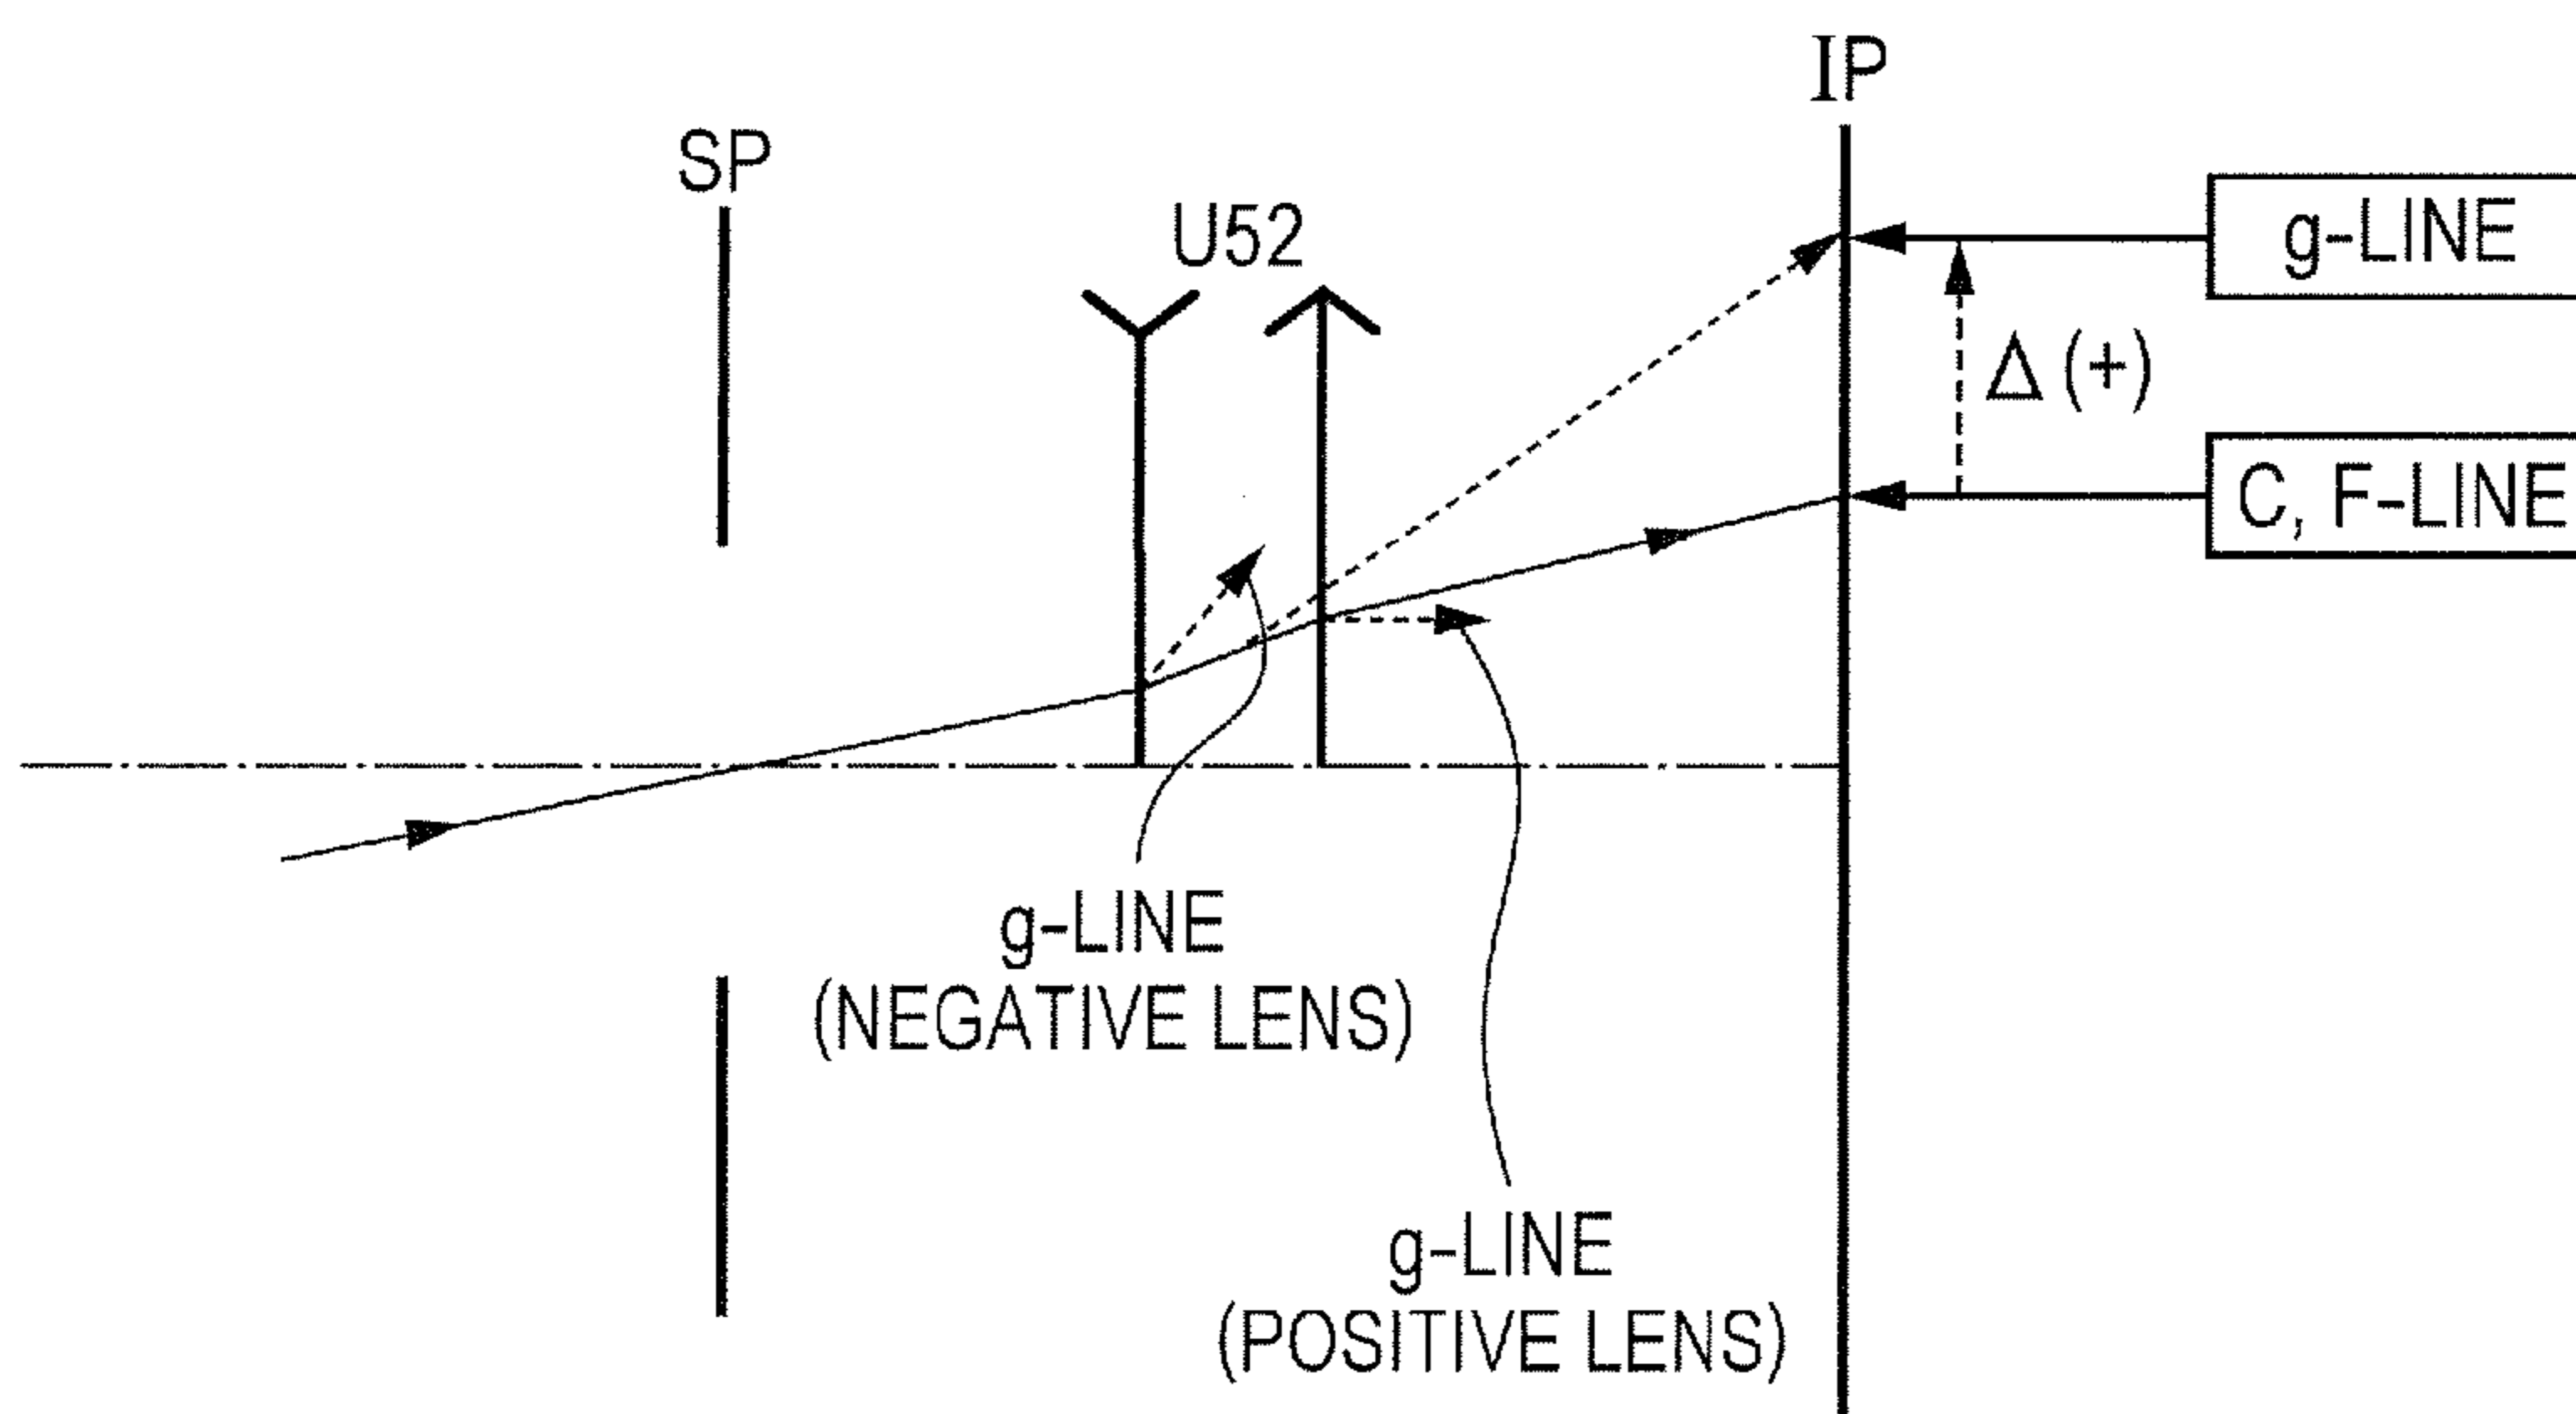 IP
SP
U52
g-LINE
Δ (+)
C, F-LINE
g-LINE
(NEGATIVE LENS)
g-LINE
(POSITIVE LENS)